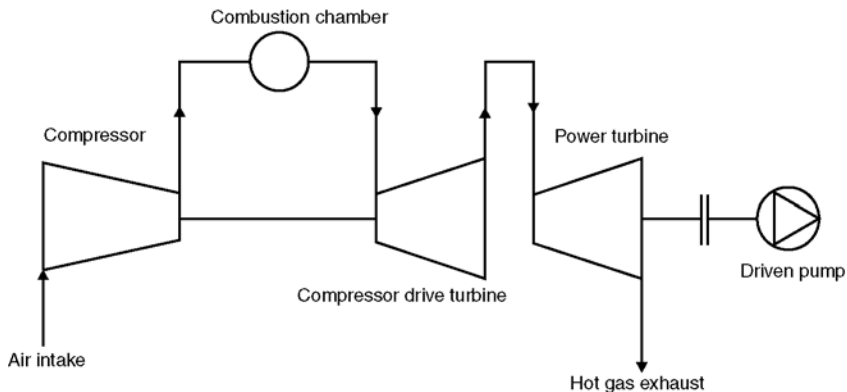 Combustion chamber
Compressor
Power turbine
Driven pump
Compressor drive turbine
Air intake
Hot gas exhaust